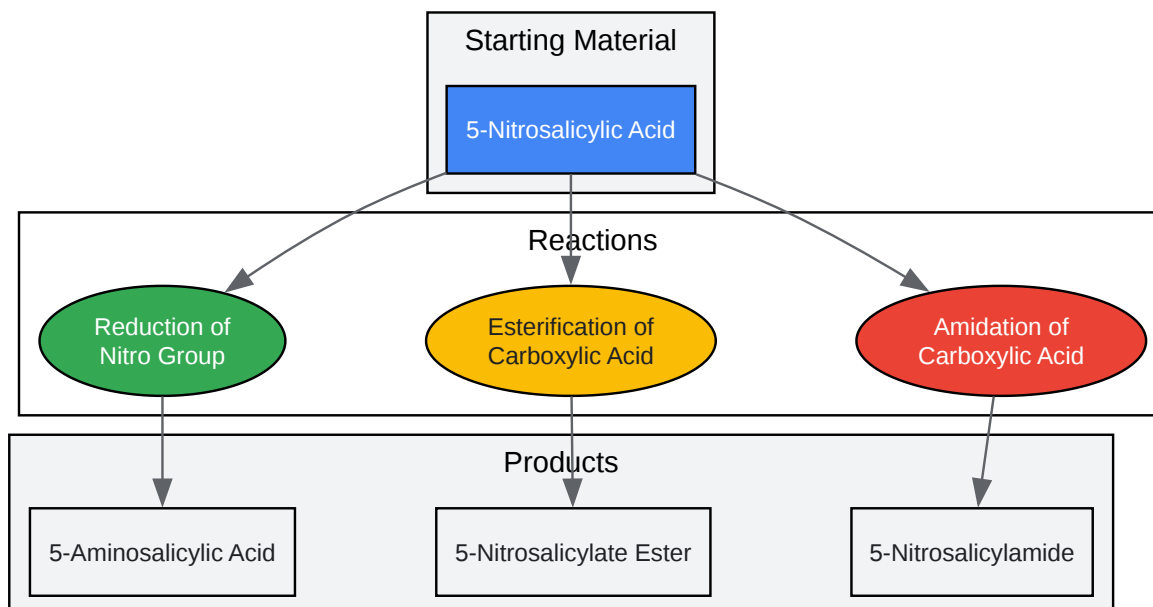 Starting Material
5-Nitrosalicylic Acid
Reactions
Reduction of
Nitro Group
Esterification of
Carboxylic Acid
Amidation of
Carboxylic Acid
Products
5-Aminosalicylic Acid
5-Nitrosalicylate Ester
5-Nitrosalicylamide